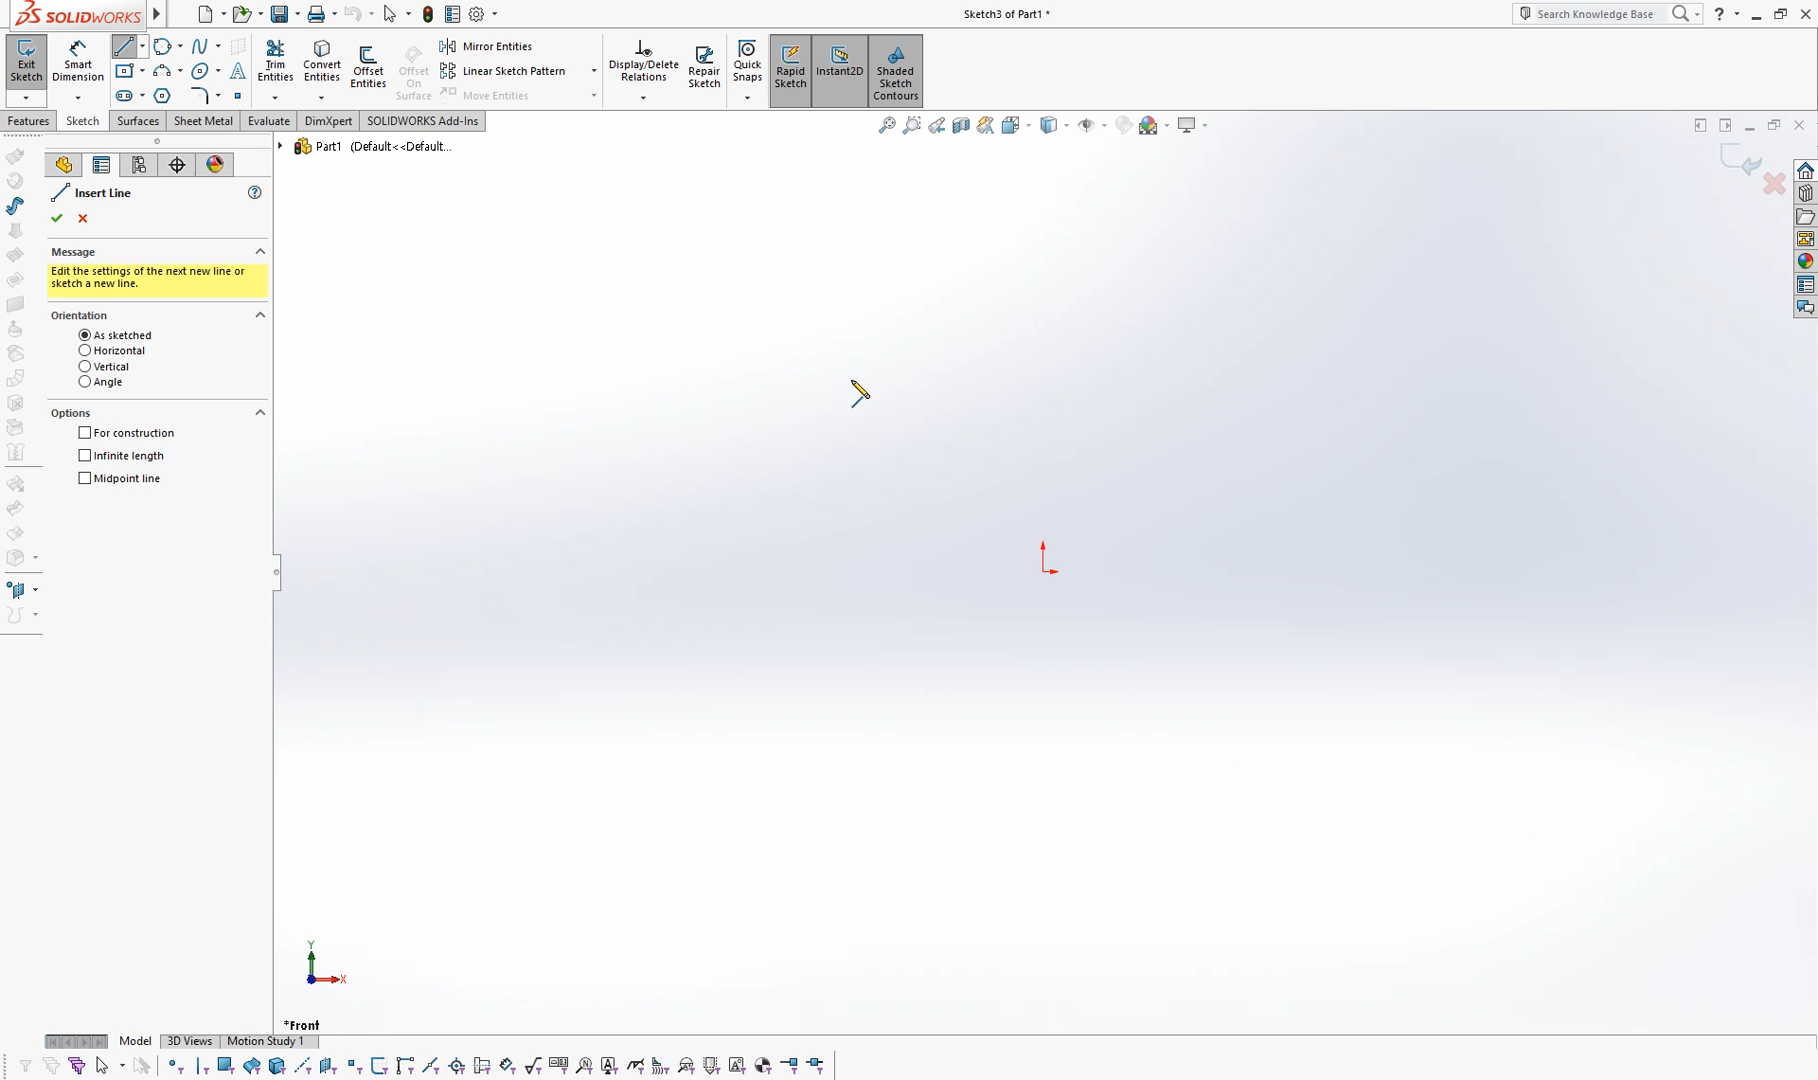 SOLIDWORKS
Sketch3 of Part1 *
Search Knowledge Base
?
Exit Sketch
Smart Dimension
Trim Entities
Convert Entities
Offset Entities
Offset On Surface
Mirror Entities
Linear Sketch Pattern
Move Entities
Display/Delete Relations
Repair Sketch
Quick Snaps
Rapid Sketch
Instant2D
Shaded Sketch Contours
Features Sketch Surfaces Sheet Metal Evaluate DimXpert SOLIDWORKS Add-Ins
Part1 (Default<<Default...
Insert Line
?
Message
Edit the settings of the next new line or
sketch a new line.
Orientation
As sketched
Horizontal
Vertical
Angle
Options
For construction
Infinite length
Midpoint line
Y
X
*Front
Model 3D Views Motion Study 1